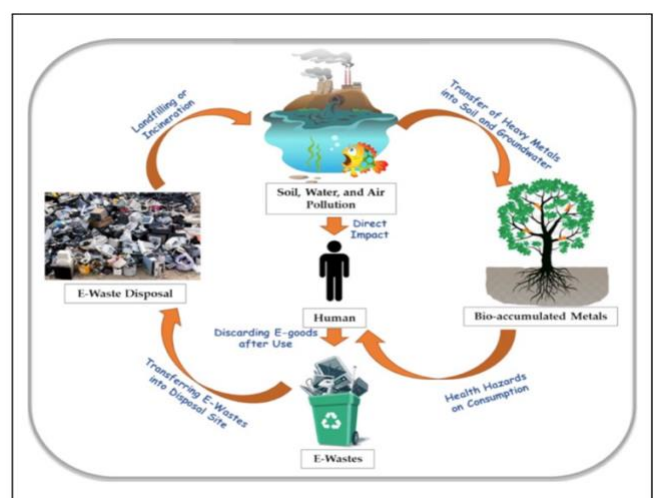 Landfilling or
Incineration
Transfer of Heavy Metals
into Soil and Groundwater
Soil, Water, and Air
Pollution
Direct
Impact
E-Waste Disposal
Human
Bio-accumulated Metals
Discarding E-goods
after Use
Transferring E-Wastes
into Disposal Site
Health Hazards
on Consumption
E-Wastes